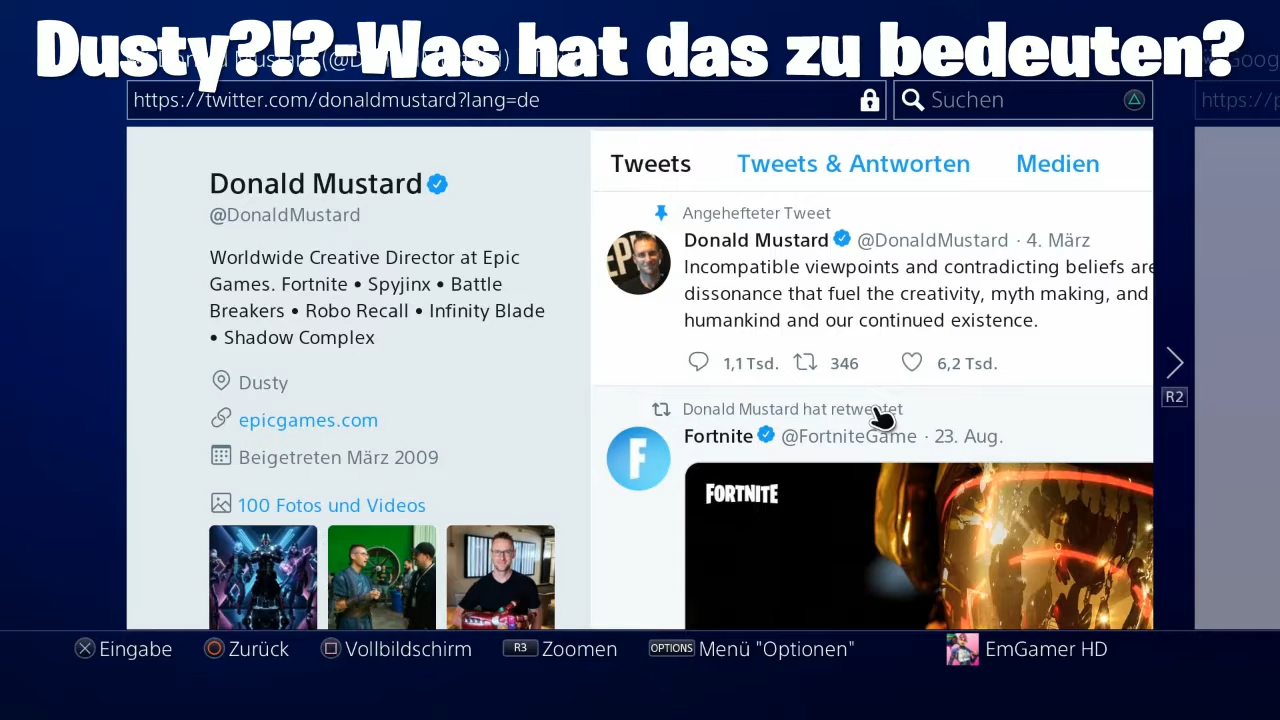 Dusty?!?-Was hat das zu bedeuten?
https://twitter.com/donaldmustard?lang=de
Suchen
Donald Mustard
@DonaldMustard
Worldwide Creative Director at Epic
Games. Fortnite • Spyjinx • Battle
Breakers • Robo Recall • Infinity Blade
• Shadow Complex
Dusty
epicgames.com
Beigetreten März 2009
100 Fotos und Videos
Tweets Tweets & Antworten Medien
Angehefteter Tweet
Donald Mustard @DonaldMustard · 4. März
Incompatible viewpoints and contradicting beliefs are
dissonance that fuel the creativity, myth making, and
humankind and our continued existence.
1,1 Tsd. 346 6,2 Tsd.
Donald Mustard hat retweetet
Fortnite @FortniteGame · 23. Aug.
FORTNITE
R2
Eingabe Zurück Vollbildschirm R3 Zoomen OPTIONS Menü "Optionen" EmGamer HD